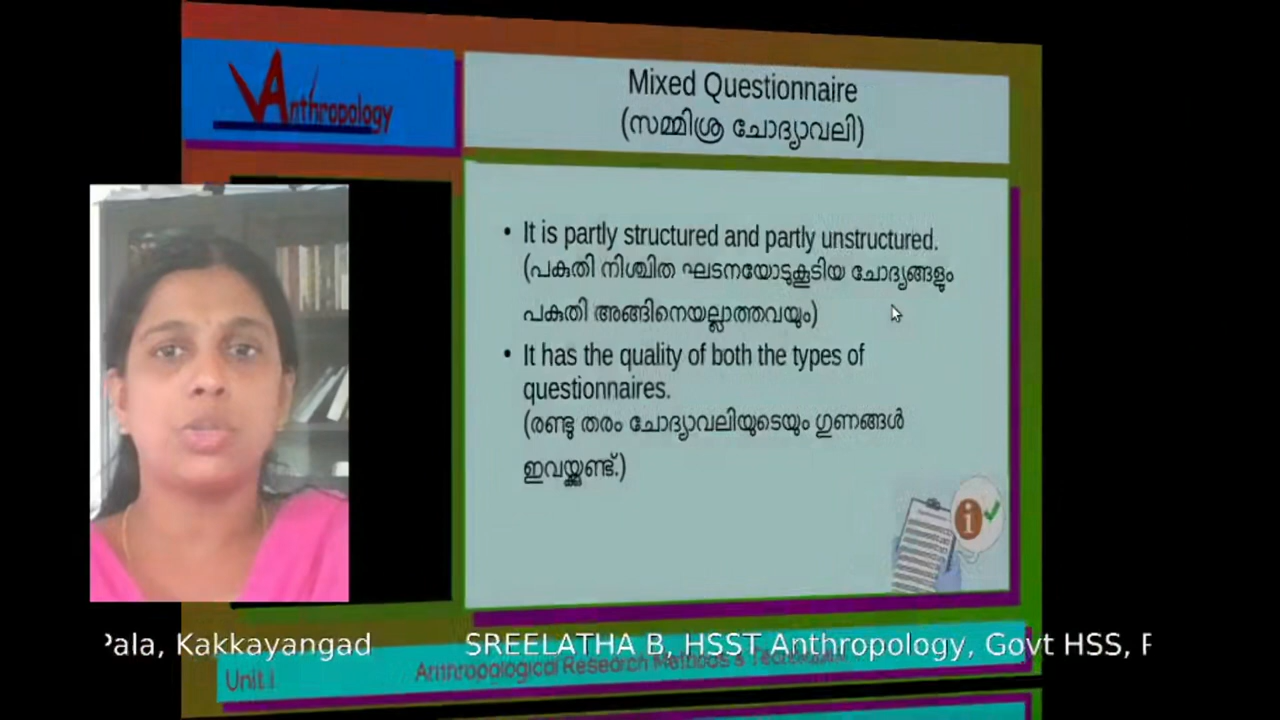 Anthropology
Mixed Questionnaire
(സമ്മിശ്ര ചോദ്യാവലി)
• It is partly structured and partly unstructured.
(പകുതി നിശ്ചിത ഘടനയോടുകൂടിയ ചോദ്യങ്ങളും
പകുതി അങ്ങിനെയല്ലാത്തവയും)
• It has the quality of both the types of
questionnaires.
(രണ്ടു തരം ചോദ്യാവലിയുടെയും ഗുണങ്ങൾ
ഇവയ്ക്കുണ്ട്.)
i
Pala, Kakkayangad SREELATHA B, HSST Anthropology, Govt HSS, P
Unit I Anthropological Research Methods & Techniques